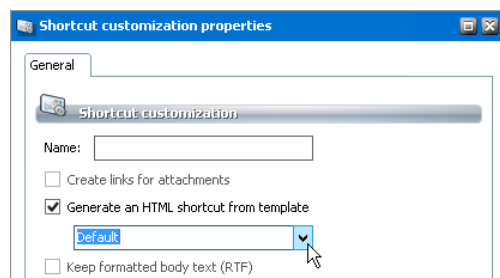 Shortcut customization properties
General
Shortcut customization
Name:
Create links for attachments
Generate an HTML shortcut from template
Default
Keep formatted body text (RTF)